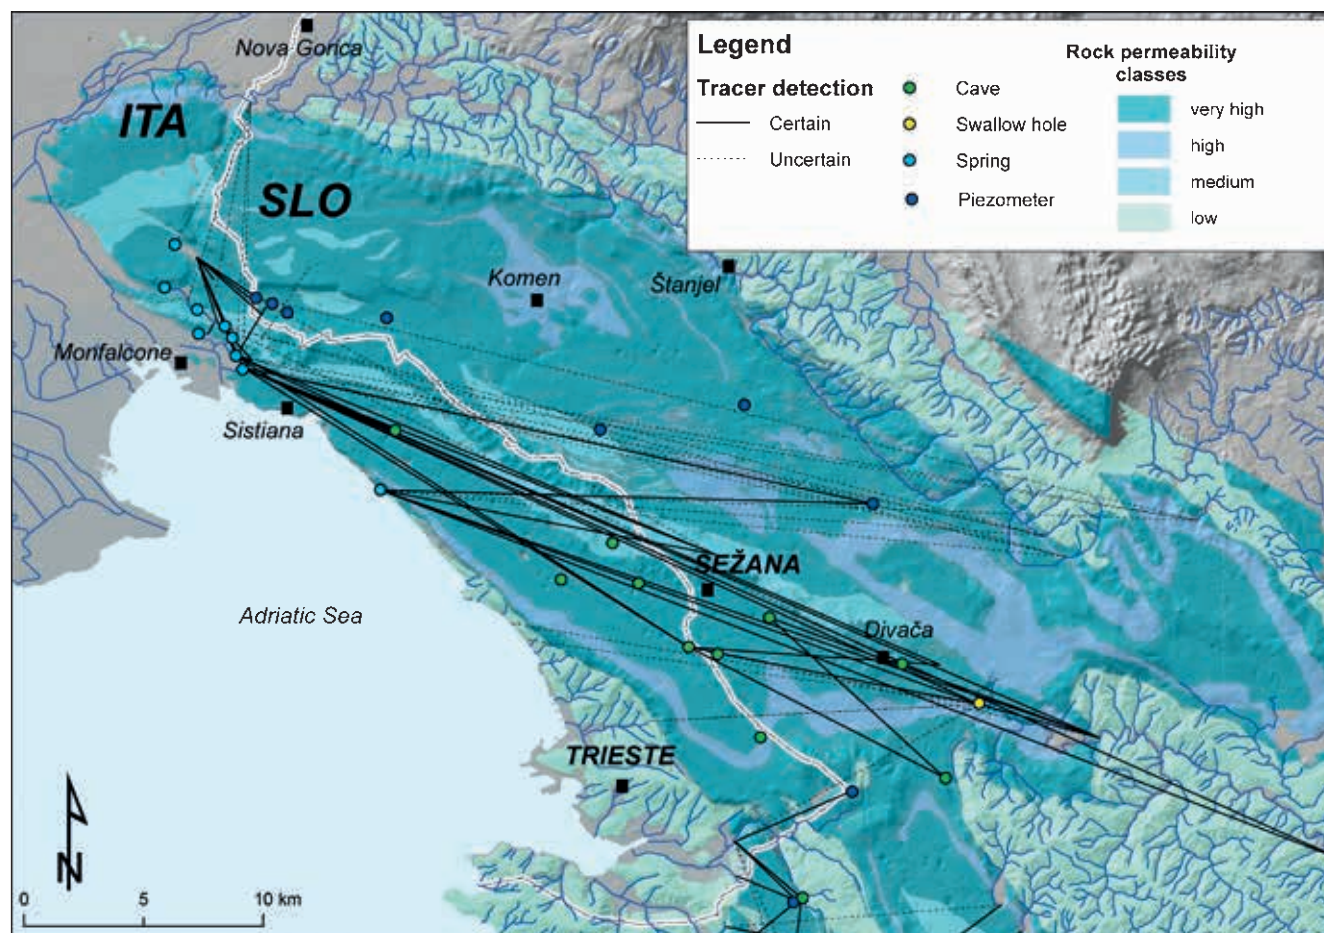 Nova Gorica
ITA
SLO
Komen
Štanjel
Monfalcone
Sistiana
SEŽANA
Adriatic Sea
Divača
TRIESTE
N
0 5 10 km
Legend
Tracer detection
Certain
Uncertain
Cave
Swallow hole
Spring
Piezometer
Rock permeability
classes
very high
high
medium
low